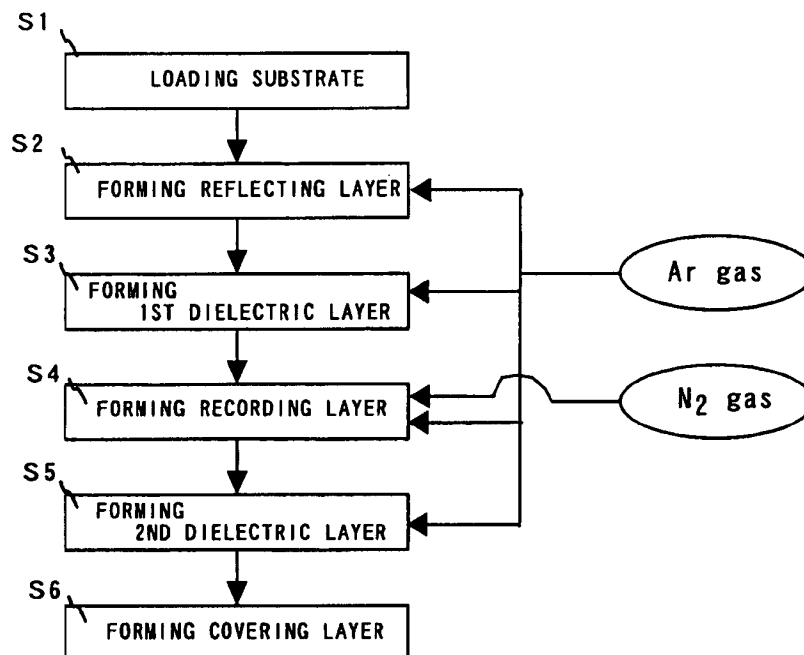 S1
LOADING SUBSTRATE
S2
FORMING REFLECTING LAYER
S3
FORMING
1ST DIELECTRIC LAYER
Ar gas
S4
FORMING RECORDING LAYER
N2 gas
S5
FORMING
2ND DIELECTRIC LAYER
S6
FORMING COVERING LAYER